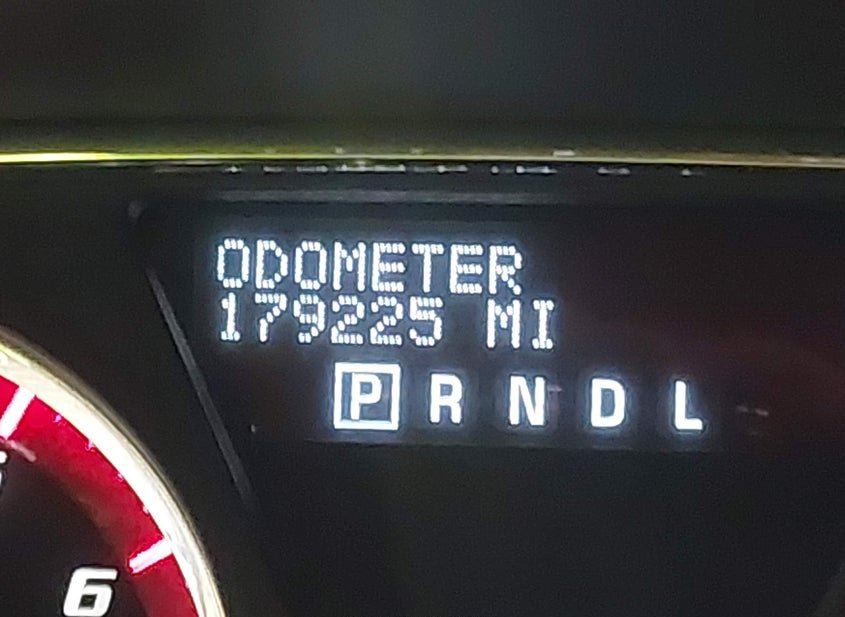 ODOMETER
179225 MI
P R N D L
6